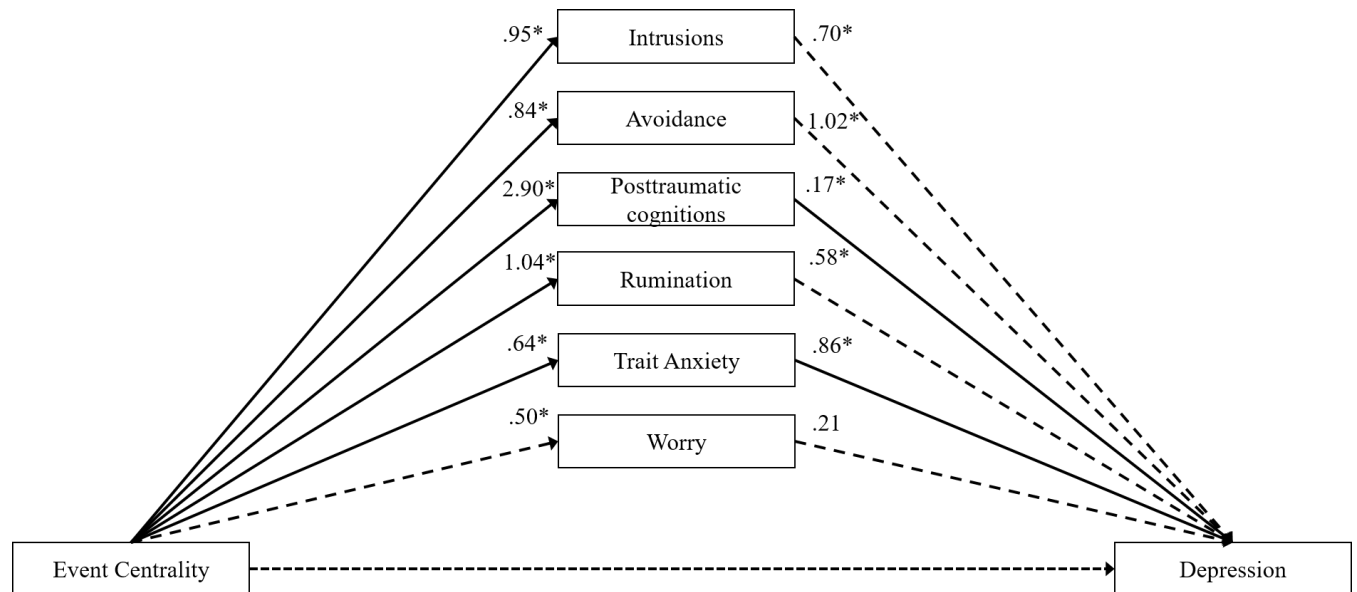 .95* Intrusions .70*
.84* Avoidance 1.02*
2.90* Posttraumatic .17*
cognitions
1.04* Rumination .58*
.64* Trait Anxiety .86*
.50* Worry .21
Event Centrality Depression